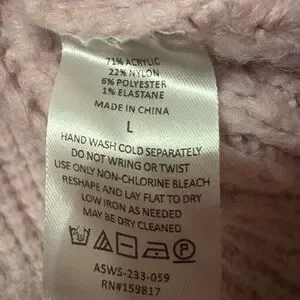 71% ACRYLIC
22% NYLON
6% POLYESTER
1% ELASTANE
MADE IN CHINA
L
HAND WASH COLD SEPARATELY
DO NOT WRING OR TWIST
USE ONLY NON-CHLORINE BLEACH
RESHAPE AND LAY FLAT TO DRY
LOW IRON AS NEEDED
MAY BE DRY CLEANED
P
ASWS-233-059
RN#159817